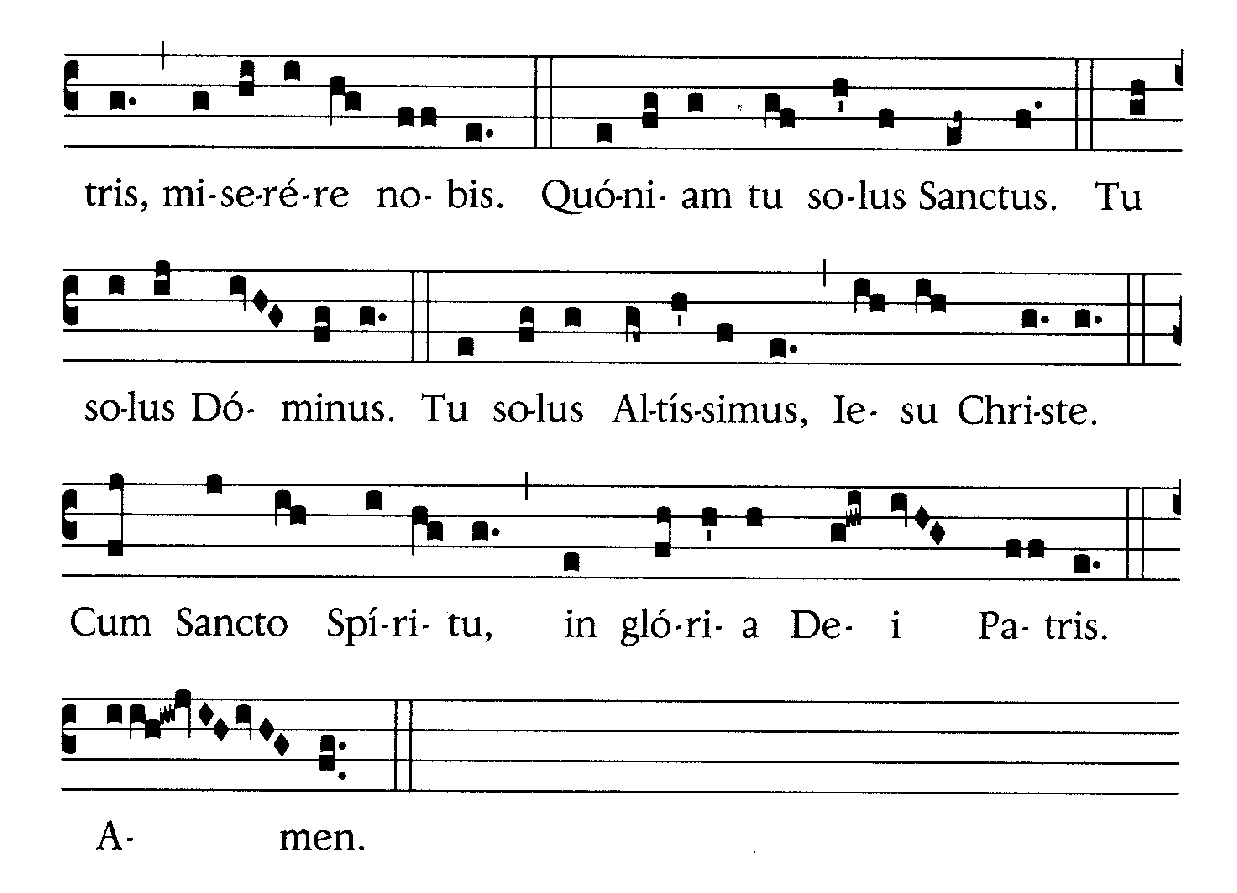 tris, mi-se-ré-re no- bis. Quó-ni- am tu so-lus Sanctus. Tu
so-lus Dó- minus. Tu so-lus Al-tís-simus, Ie- su Chri-ste.
Cum Sancto Spí-ri- tu, in gló-ri- a De- i Pa- tris.
A- men.